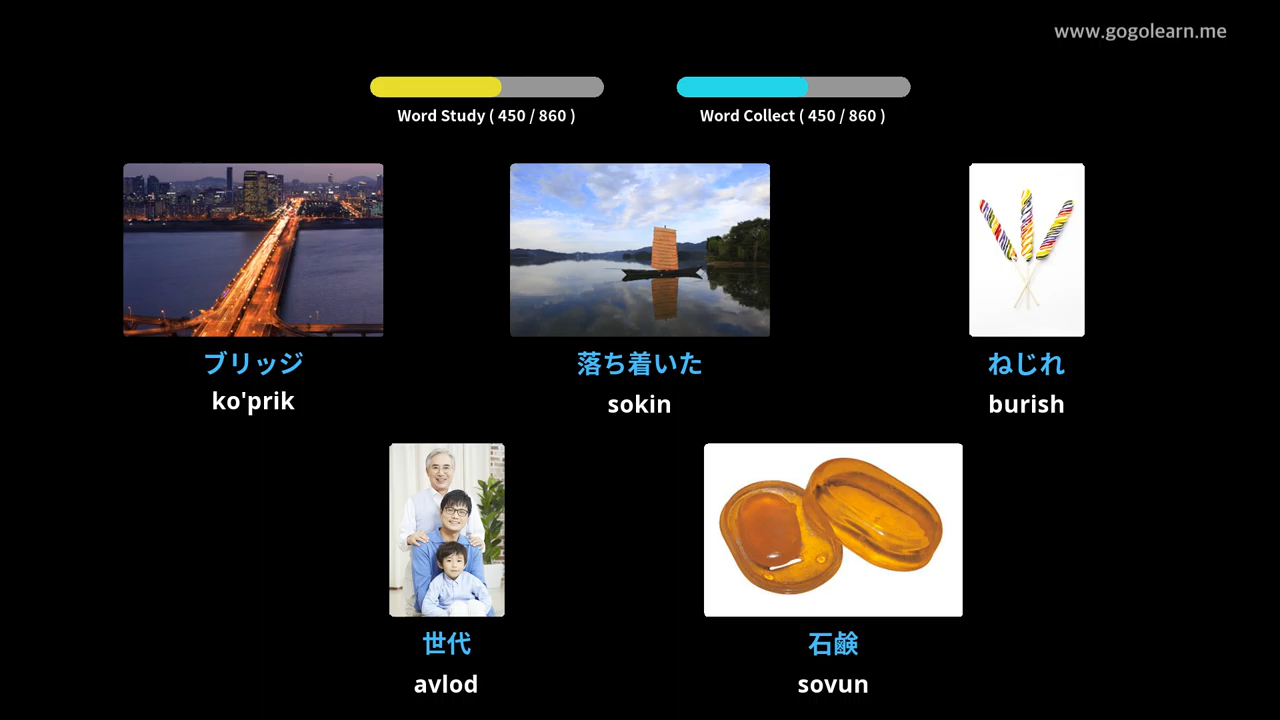 www.gogolearn.me
Word Study ( 450 / 860 )
Word Collect ( 450 / 860 )
ブリッジ
ko'prik
落ち着いた
sokin
ねじれ
burish
世代
avlod
石鹸
sovun